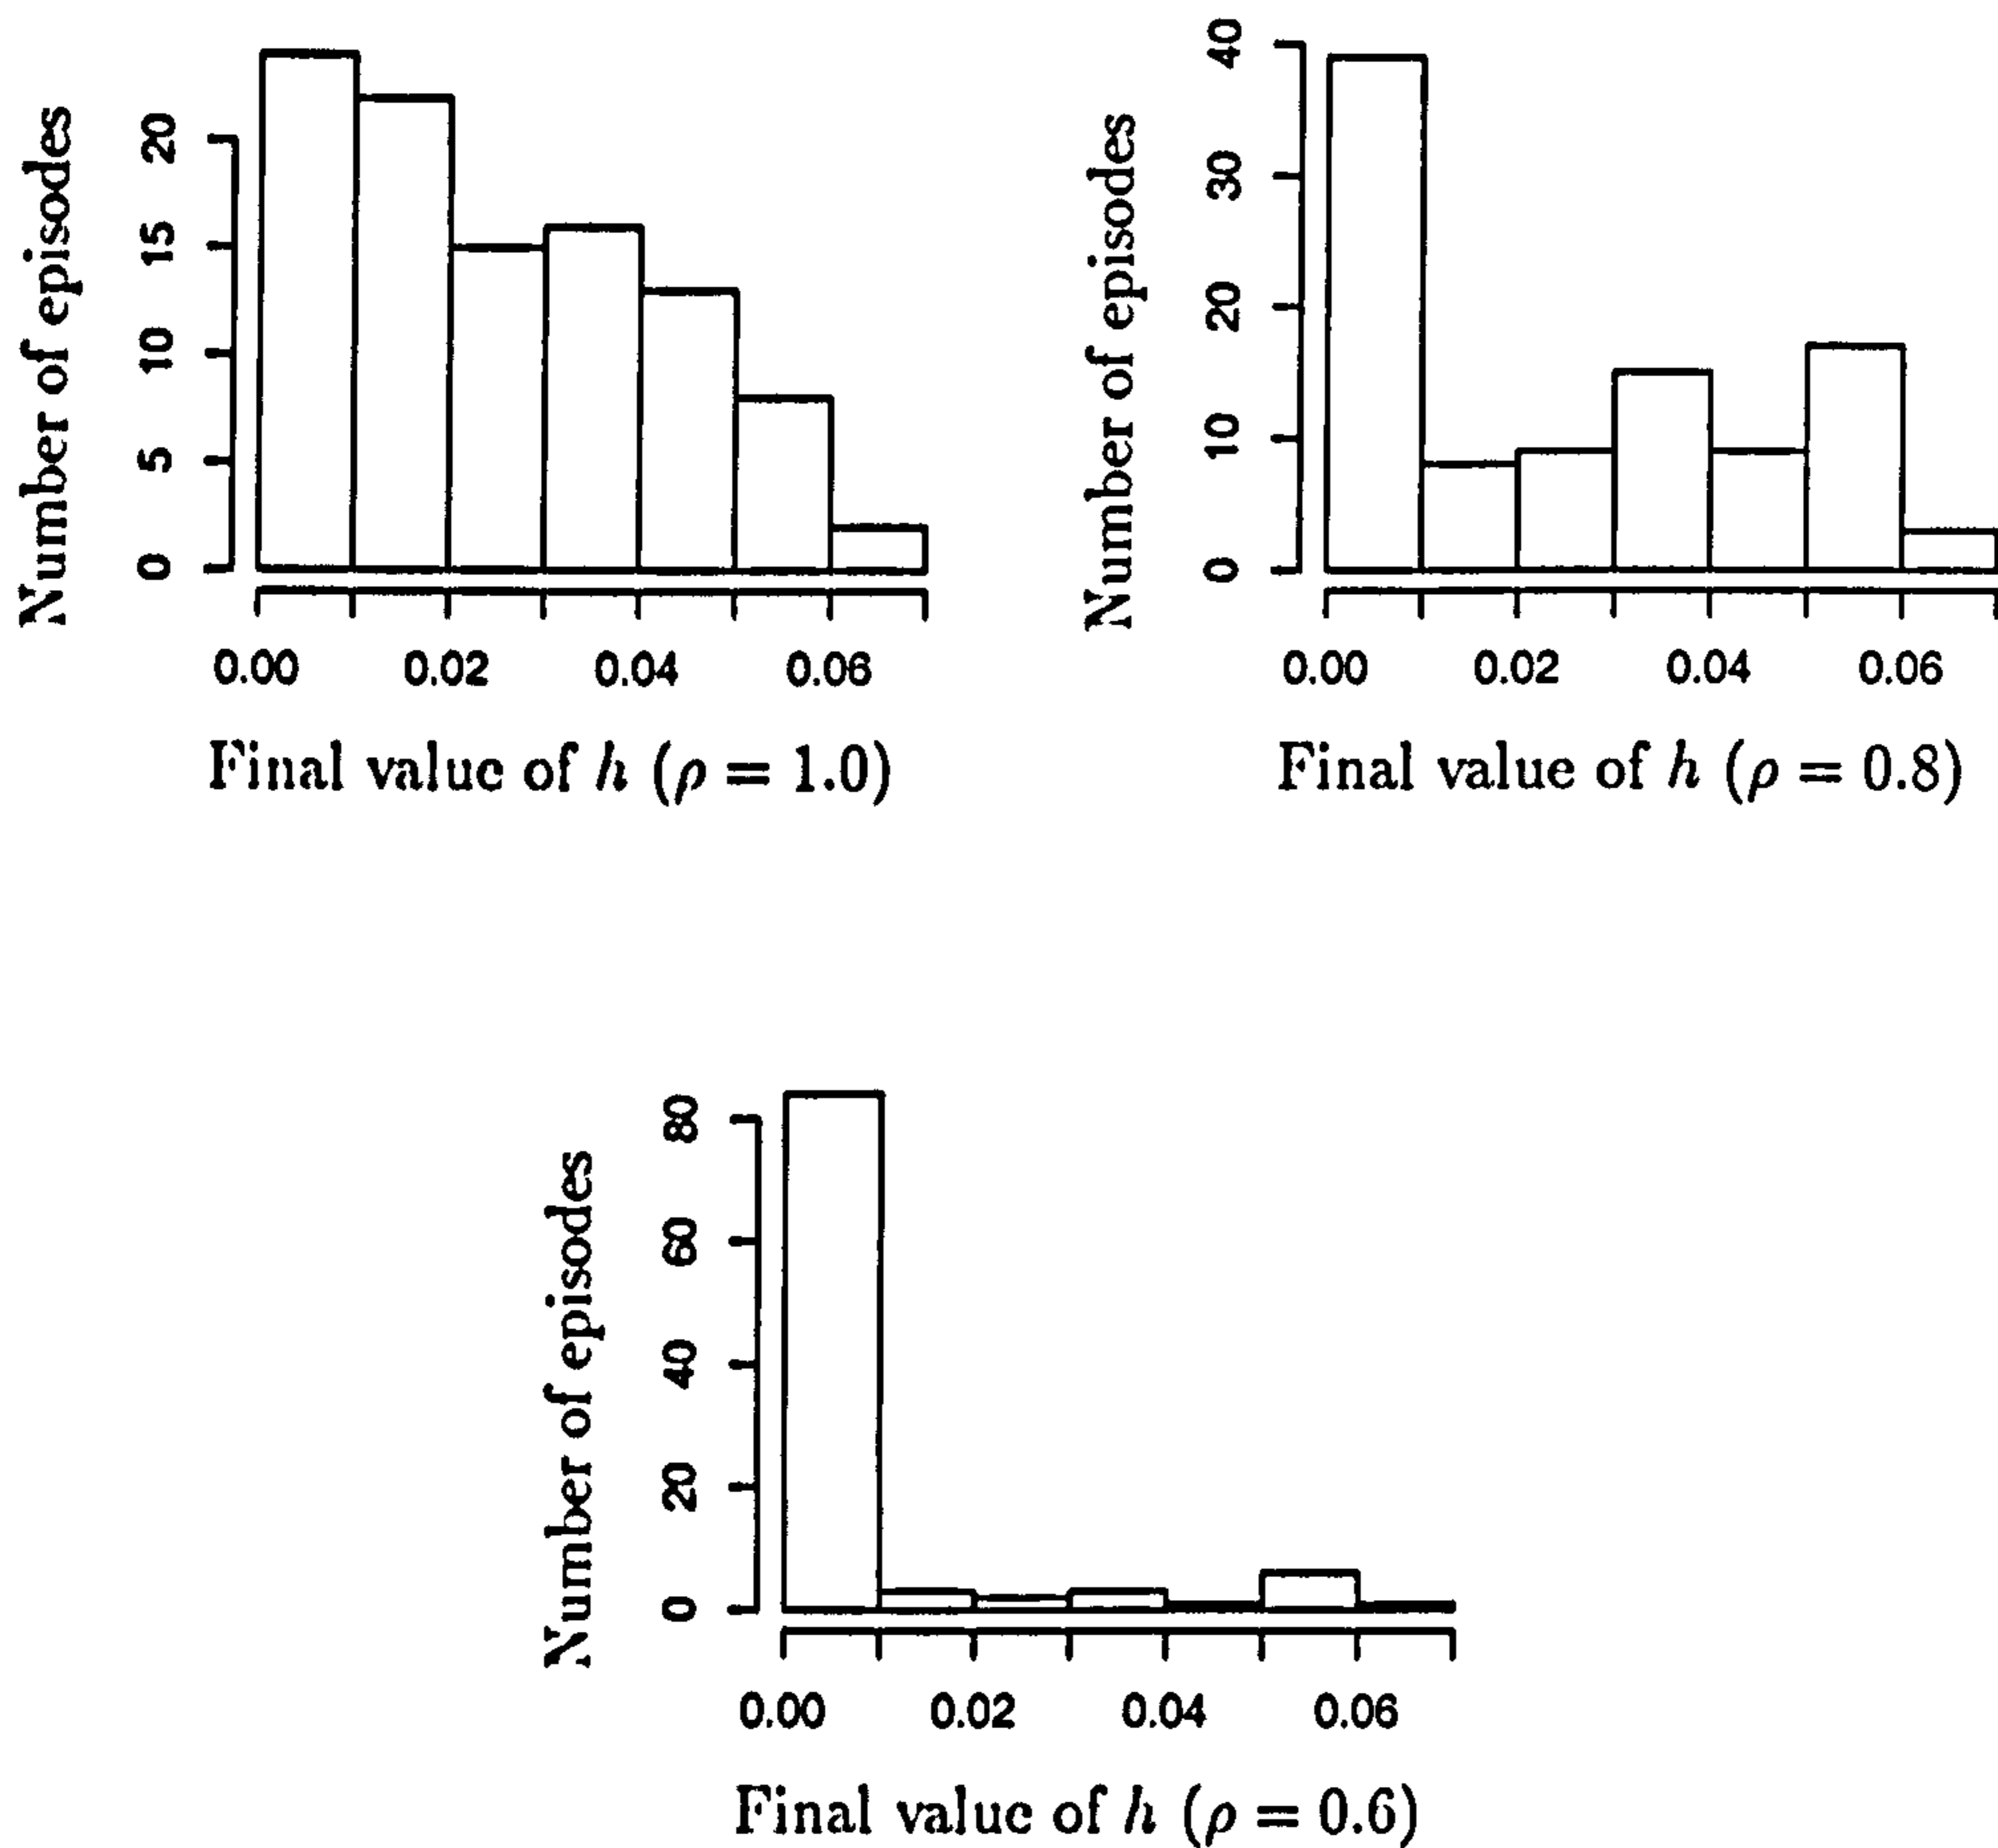 Number of episodes
20
15
10
5
0
0.00 0.02 0.04 0.06
Final value of h (ρ = 1.0)
Number of episodes
40
30
20
10
0
0.00 0.02 0.04 0.06
Final value of h (ρ = 0.8)
Number of episodes
80
60
40
20
0
0.00 0.02 0.04 0.06
Final value of h (ρ = 0.6)